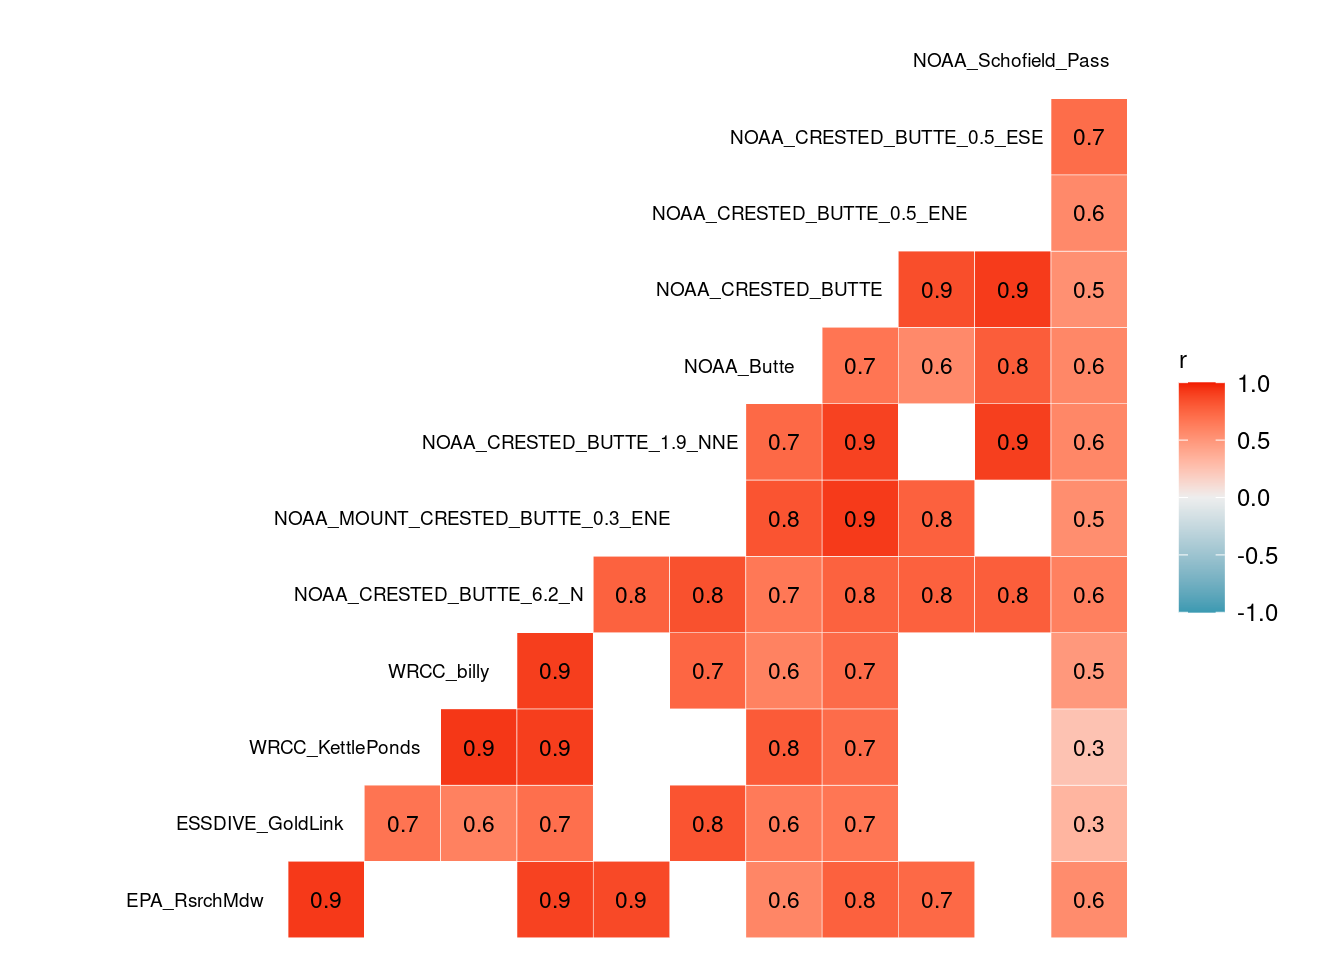 NOAA_Schofield_Pass
NOAA_CRESTED_BUTTE_0.5_ESE 0.7
NOAA_CRESTED_BUTTE_0.5_ENE 0.6
NOAA_CRESTED_BUTTE 0.9 0.9 0.5
NOAA_Butte 0.7 0.6 0.8 0.6
NOAA_CRESTED_BUTTE_1.9_NNE 0.7 0.9 0.9 0.6
NOAA_MOUNT_CRESTED_BUTTE_0.3_ENE 0.8 0.9 0.8 0.5
NOAA_CRESTED_BUTTE_6.2_N 0.8 0.8 0.7 0.8 0.8 0.8 0.6
WRCC_billy 0.9 0.7 0.6 0.7 0.5
WRCC_KettlePonds 0.9 0.9 0.8 0.7 0.3
ESSDIVE_GoldLink 0.7 0.6 0.7 0.8 0.6 0.7 0.3
EPA_RsrchMdw 0.9 0.9 0.9 0.6 0.8 0.7 0.6
r
1.0
0.5
0.0
-0.5
-1.0